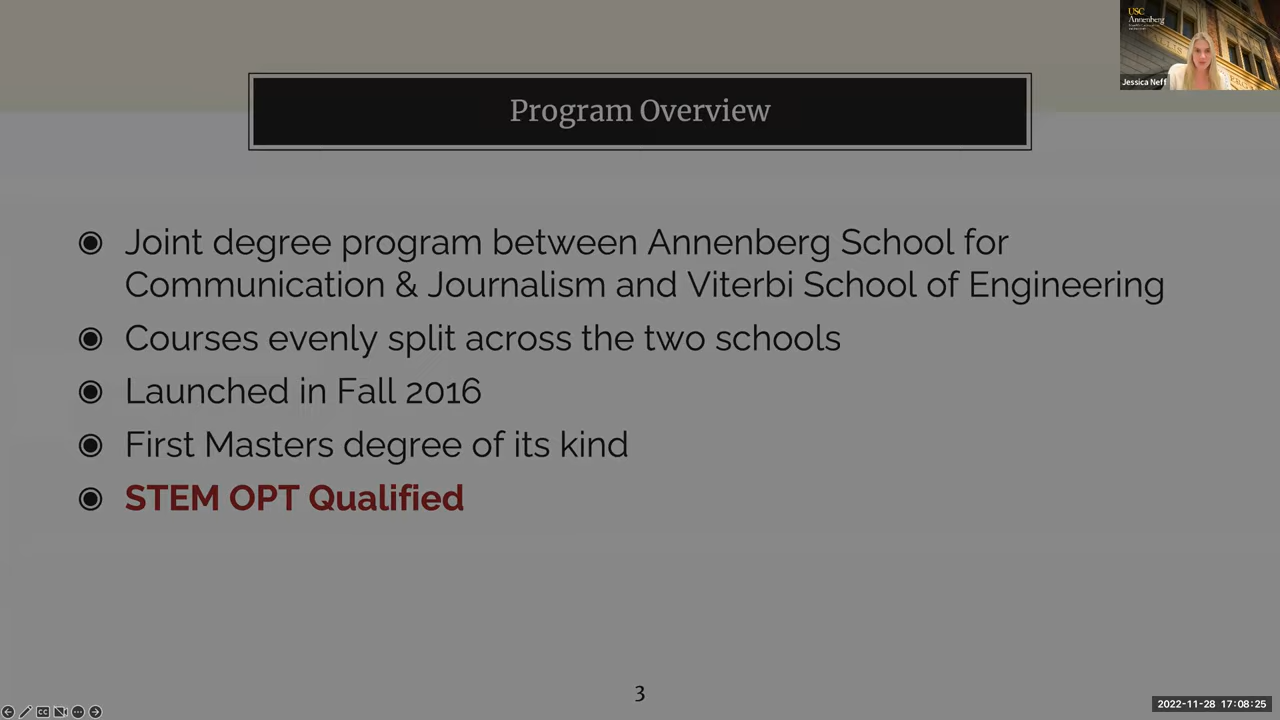 USC
Annenberg
Jessica Neff
Program Overview
Joint degree program between Annenberg School for
Communication & Journalism and Viterbi School of Engineering
Courses evenly split across the two schools
Launched in Fall 2016
First Masters degree of its kind
STEM OPT Qualified
3
2022-11-28 17:08:25